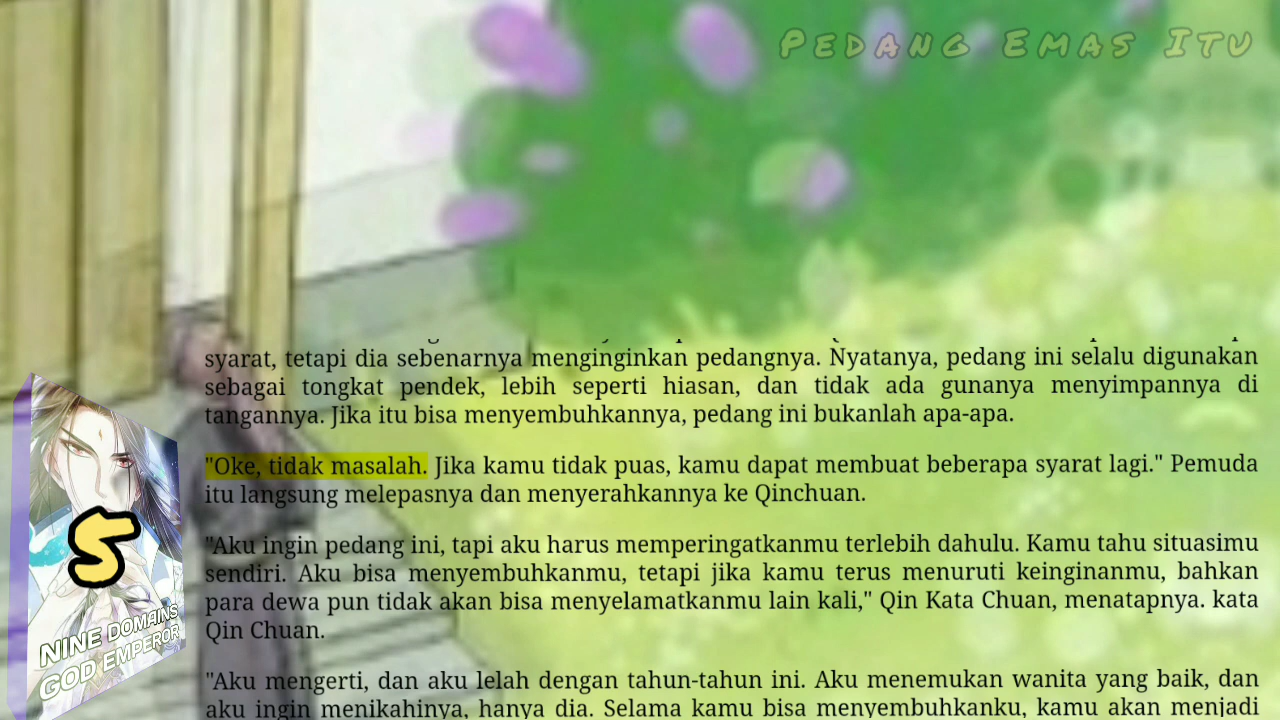 Pedang Emas Itu
syarat, tetapi dia sebenarnya menginginkan pedangnya. Nyatanya, pedang ini selalu digunakan
sebagai tongkat pendek, lebih seperti hiasan, dan tidak ada gunanya menyimpannya di
tangannya. Jika itu bisa menyembuhkannya, pedang ini bukanlah apa-apa.
"Oke, tidak masalah. Jika kamu tidak puas, kamu dapat membuat beberapa syarat lagi." Pemuda
itu langsung melepasnya dan menyerahkannya ke Qinchuan.
"Aku ingin pedang ini, tapi aku harus memperingatkanmu terlebih dahulu. Kamu tahu situasimu
sendiri. Aku bisa menyembuhkanmu, tetapi jika kamu terus menuruti keinginanmu, bahkan
para dewa pun tidak akan bisa menyelamatkanmu lain kali," Qin Kata Chuan, menatapnya. kata
Qin Chuan.
"Aku mengerti, dan aku lelah dengan tahun-tahun ini. Aku menemukan wanita yang baik, dan
aku ingin menikahinya, hanya dia. Selama kamu bisa menyembuhkanku, kamu akan menjadi
5
NINE DOMAINS
GOD EMPEROR